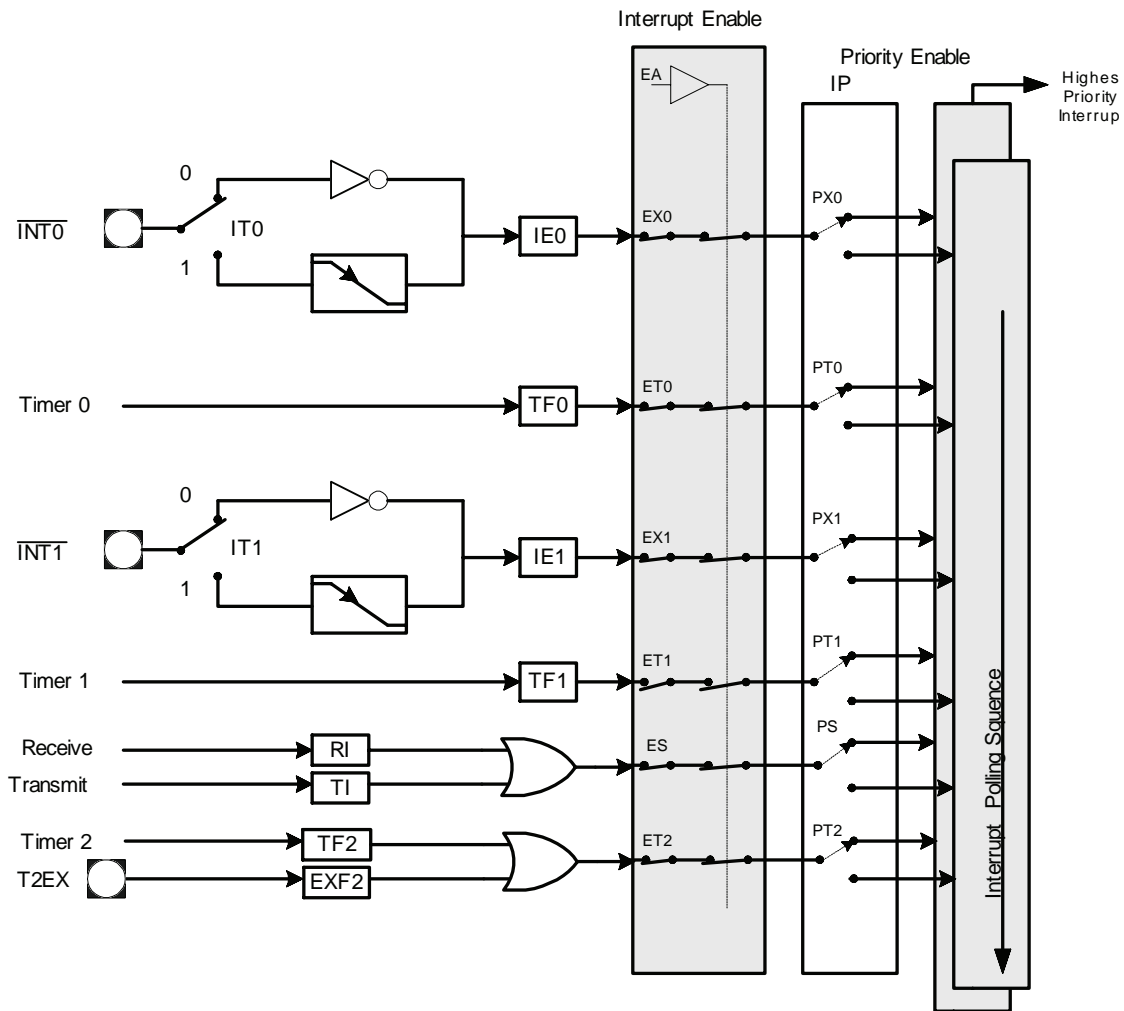 Interrupt Enable
Priority Enable
IP
Highes
Priority
Interrup
EA
0
INT0
IT0
1
IE0
EX0
PX0
Timer 0
TF0
ET0
PT0
0
INT1
IT1
1
IE1
EX1
PX1
Timer 1
TF1
ET1
PT1
Receive
RI
Transmit
TI
ES
PS
Timer 2
TF2
T2EX
EXF2
ET2
PT2
Interrupt Polling Squence